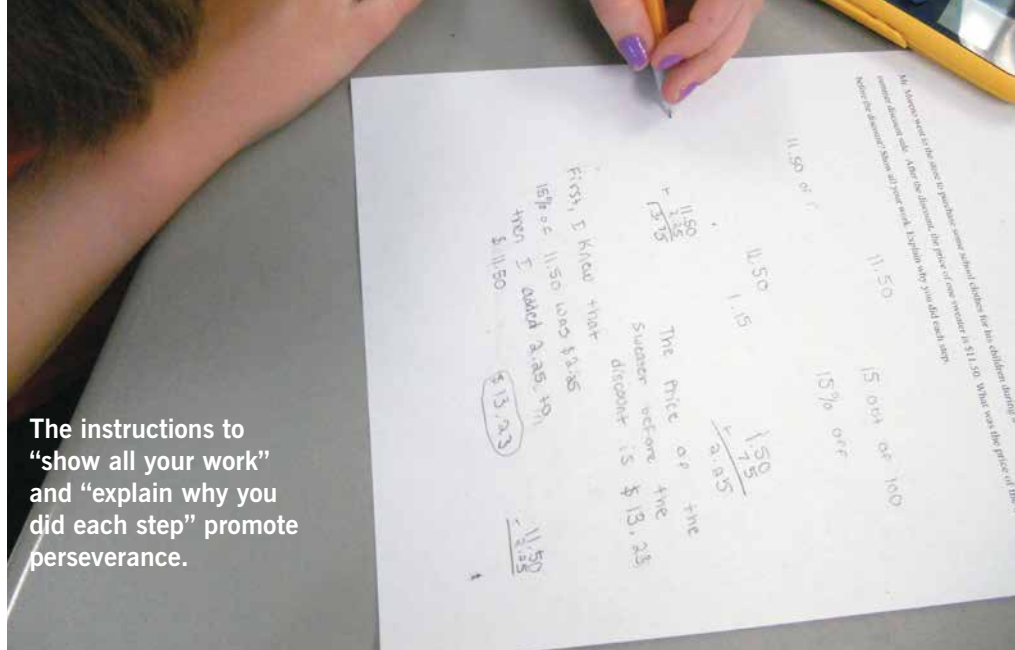 Mr. Moreno went to the store to purchase some school clothes for his children during a
summer discount sale. After the discount, the price of one sweater is $11.50. What was the price of the
before the discount? Show all your work. Explain why you did each step.
11.50
15 out of 100
15% off
11.50 of
11.50
1.15
1.50
75
2.25
11.50
2.25
The price of the
sweater before the
discount is $13.23
First, I knew that
15% of 11.50 was $2.25
then I added 2.25 to
$11.50
$13.23
11.50
- 2.25
The instructions to
“show all your work”
and “explain why you
did each step” promote
perseverance.